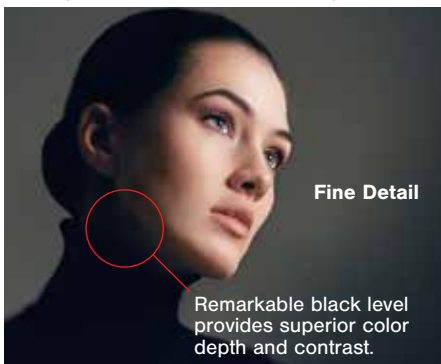 Fine Detail
Remarkable black level
provides superior color
depth and contrast.